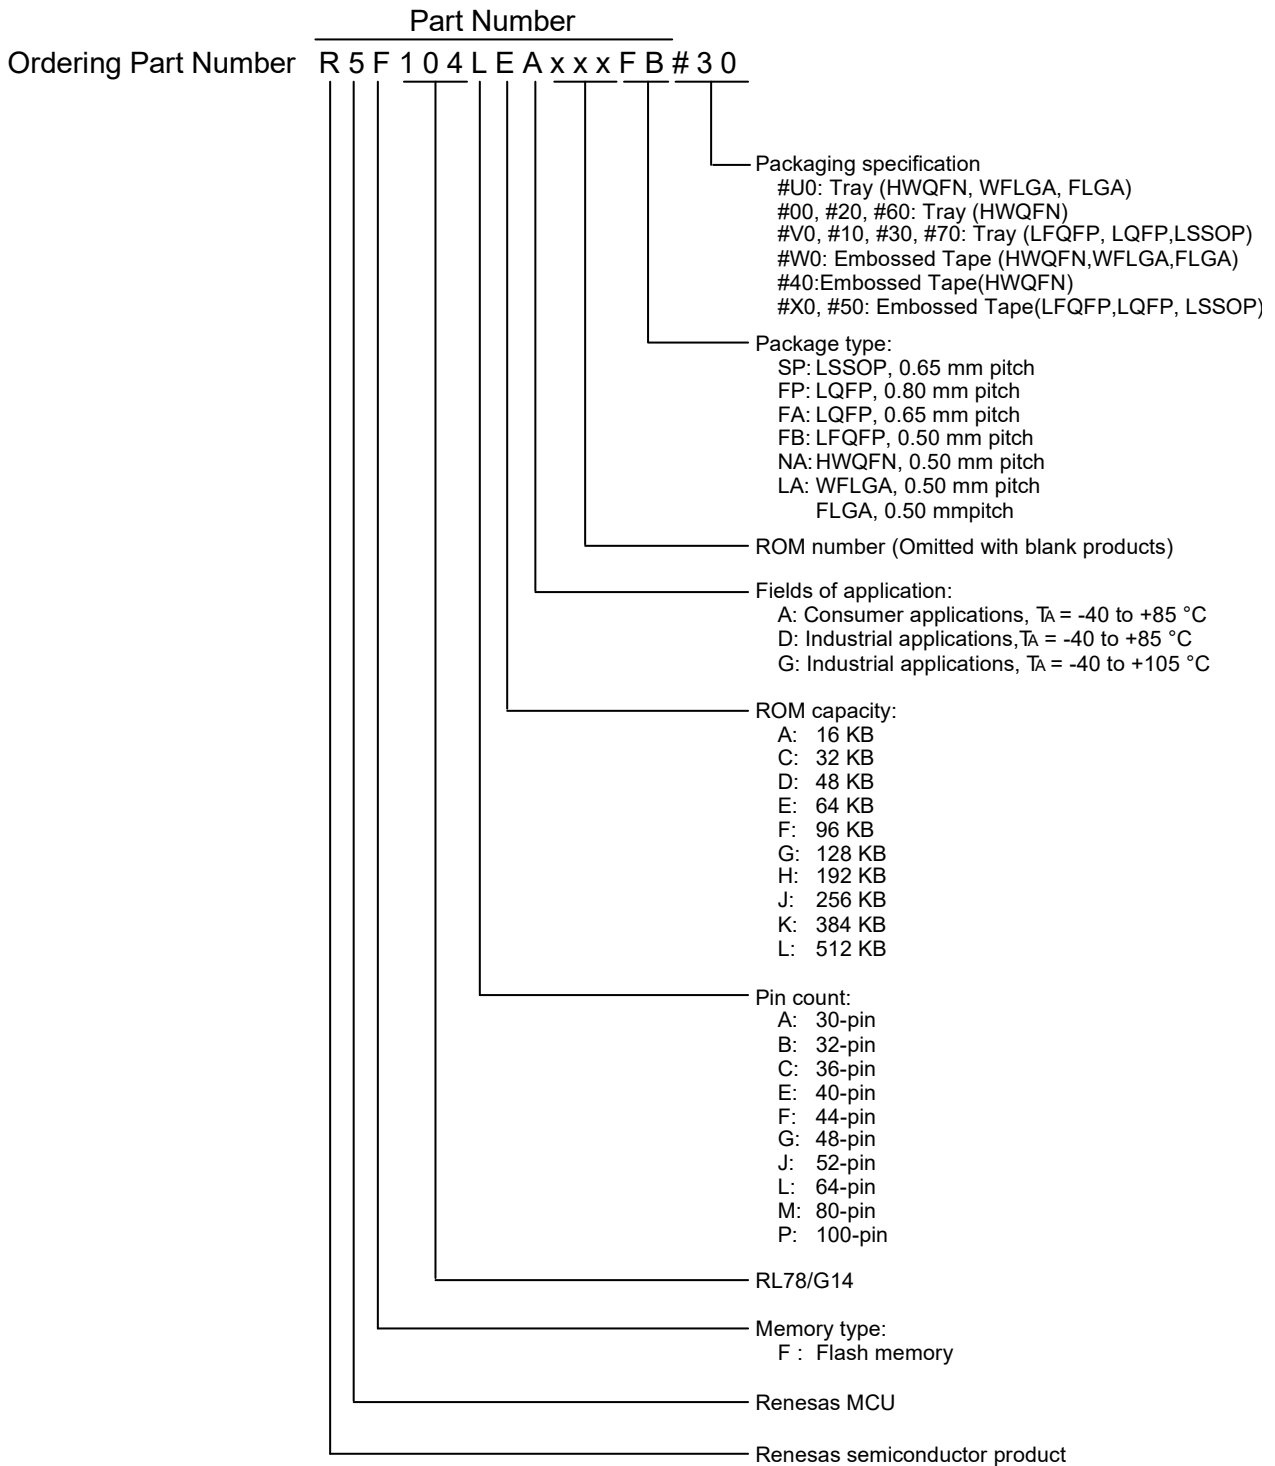 Part Number
Ordering Part Number R 5 F 1 0 4 L E A x x x F B # 3 0
Packaging specification
#U0: Tray (HWQFN, WFLGA, FLGA)
#00, #20, #60: Tray (HWQFN)
#V0, #10, #30, #70: Tray (LFQFP, LQFP,LSSOP)
#W0: Embossed Tape (HWQFN,WFLGA,FLGA)
#40:Embossed Tape(HWQFN)
#X0, #50: Embossed Tape(LFQFP,LQFP, LSSOP)
Package type:
SP: LSSOP, 0.65 mm pitch
FP: LQFP, 0.80 mm pitch
FA: LQFP, 0.65 mm pitch
FB: LFQFP, 0.50 mm pitch
NA: HWQFN, 0.50 mm pitch
LA: WFLGA, 0.50 mm pitch
FLGA, 0.50 mmpitch
ROM number (Omitted with blank products)
Fields of application:
A: Consumer applications, TA = -40 to +85 °C
D: Industrial applications,TA = -40 to +85 °C
G: Industrial applications, TA = -40 to +105 °C
ROM capacity:
A: 16 KB
C: 32 KB
D: 48 KB
E: 64 KB
F: 96 KB
G: 128 KB
H: 192 KB
J: 256 KB
K: 384 KB
L: 512 KB
Pin count:
A: 30-pin
B: 32-pin
C: 36-pin
E: 40-pin
F: 44-pin
G: 48-pin
J: 52-pin
L: 64-pin
M: 80-pin
P: 100-pin
RL78/G14
Memory type:
F : Flash memory
Renesas MCU
Renesas semiconductor product